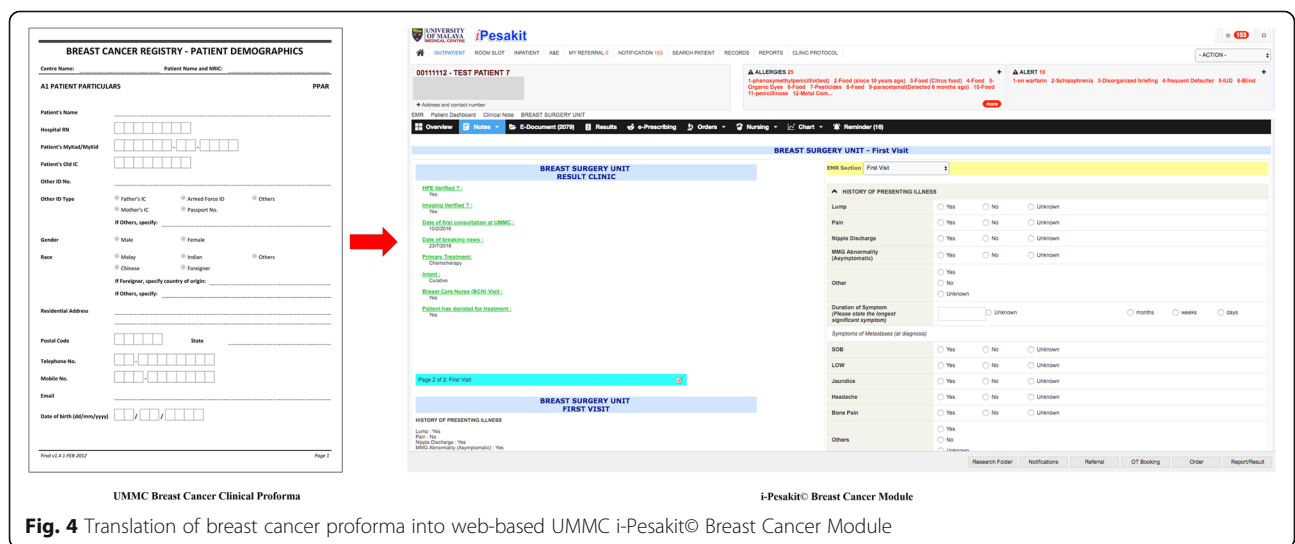 BREAST CANCER REGISTRY - PATIENT DEMOGRAPHICS
Centre Name: Patient Name and NRIC:
A1 PATIENT PARTICULARS PPAR
Patient's Name
Hospital RN
Patient's MyKad/MyKid
Patient's Old IC
Other ID No.
Other ID Type Father's IC Armed Force ID Others
Mother's IC Passport No.
If Others, specify:
Gender Male Female
Race Malay Indian Others
Chinese Foreigner
If Foreigner, specify country of origin:
If Others, specify:
Residential Address
Postal Code State
Telephone No.
Mobile No.
Email
Date of birth (dd/mm/yyyy) / /
Final v1.4 1-FEB-2012 Page 1
UMMC Breast Cancer Clinical Proforma
UNIVERSITY OF MALAYA MEDICAL CENTRE iPesakit
153
OUTPATIENT ROOM SLOT INPATIENT A&E MY REFERRAL 0 NOTIFICATION 153 SEARCH PATIENT RECORDS REPORTS CLINIC PROTOCOL
- ACTION -
00111112 - TEST PATIENT 7
+ Address and contact number
ALLERGIES 25 +
1-phenoxymethylpenicillin(test) 2-Food (since 10 years ago) 3-Food (Citrus food) 4-Food 5-
Organic Dyes 6-Food 7-Pesticides 8-Food 9-paracetamol(Detected 6 months ago) 10-Food
11-penicillinase 12-Metal Com...
more
ALERT 10 +
1-on warfarin 2-Schizophrenia 3-Disorganized briefing 4-frequent Defaulter 5-IUD 6-Blind
EMR Patient Dashboard Clinical Note BREAST SURGERY UNIT
Overview Notes E-Document (2079) Results e-Prescribing Orders Nursing Chart Reminder (16)
BREAST SURGERY UNIT - First Visit
BREAST SURGERY UNIT
RESULT CLINIC
HPE Verified ? :
Yes
Imaging Verified ? :
Yes
Date of first consultation at UMMC :
10/2/2016
Date of breaking news :
23/7/2018
Primary Treatment:
Chemotherapy
Intent :
Curative
Breast Care Nurse (BCN) Visit :
Yes
Patient has decided for treatment :
Yes
Page 2 of 2: First Visit
BREAST SURGERY UNIT
FIRST VISIT
HISTORY OF PRESENTING ILLNESS
Lump : Yes
Pain : No
Nipple Discharge : Yes
MMG Abnormality (Asymptomatic) : Yes
EMR Section First Visit
HISTORY OF PRESENTING ILLNESS
Lump Yes No Unknown
Pain Yes No Unknown
Nipple Discharge Yes No Unknown
MMG Abnormality
(Asymptomatic) Yes No Unknown
Other Yes
No
Unknown
Duration of Symptom
(Please state the longest
significant symptom) Unknown months weeks days
Symptoms of Metastases (at diagnosis)
SOB Yes No Unknown
LOW Yes No Unknown
Jaundice Yes No Unknown
Headache Yes No Unknown
Bone Pain Yes No Unknown
Others Yes
No
Unknown
Research Folder Notifications Referral OT Booking Order Report/Result
i-Pesakit© Breast Cancer Module
Fig. 4 Translation of breast cancer proforma into web-based UMMC i-Pesakit© Breast Cancer Module